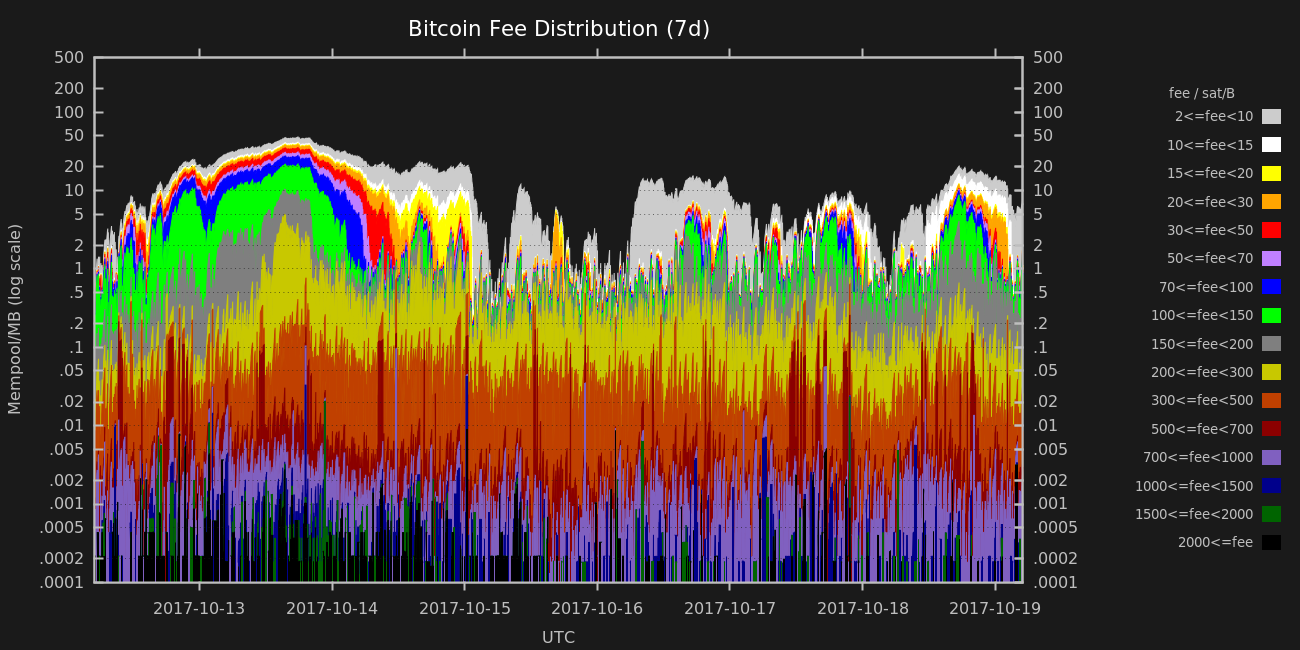 Bitcoin Fee Distribution (7d)
Mempool/MB (log scale)
500
200
100
50
20
10
5
2
1
.5
.2
.1
.05
.02
.01
.005
.002
.001
.0005
.0002
.0001
500
200
100
50
20
10
5
2
1
.5
.2
.1
.05
.02
.01
.005
.002
.001
.0005
.0002
.0001
fee / sat/B
2<=fee<10
10<=fee<15
15<=fee<20
20<=fee<30
30<=fee<50
50<=fee<70
70<=fee<100
100<=fee<150
150<=fee<200
200<=fee<300
300<=fee<500
500<=fee<700
700<=fee<1000
1000<=fee<1500
1500<=fee<2000
2000<=fee
2017-10-13 2017-10-14 2017-10-15 2017-10-16 2017-10-17 2017-10-18 2017-10-19
UTC